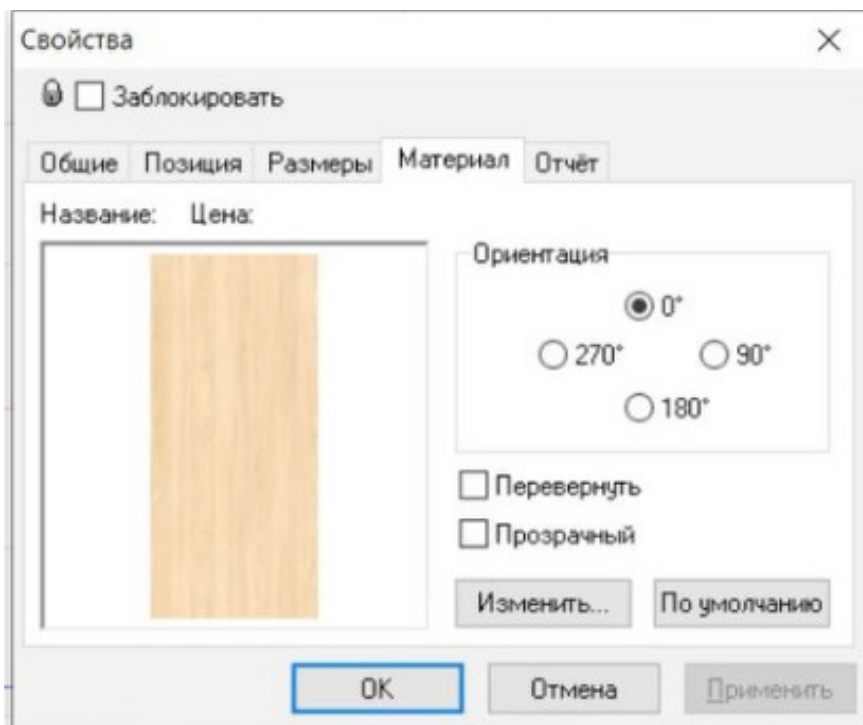 Свойства
Заблокировать
Общие Позиция Размеры Материал Отчёт
Название: Цена:
Ориентация
0°
270° 90°
180°
Перевернуть
Прозрачный
Изменить... По умолчанию
OK Отмена Применить